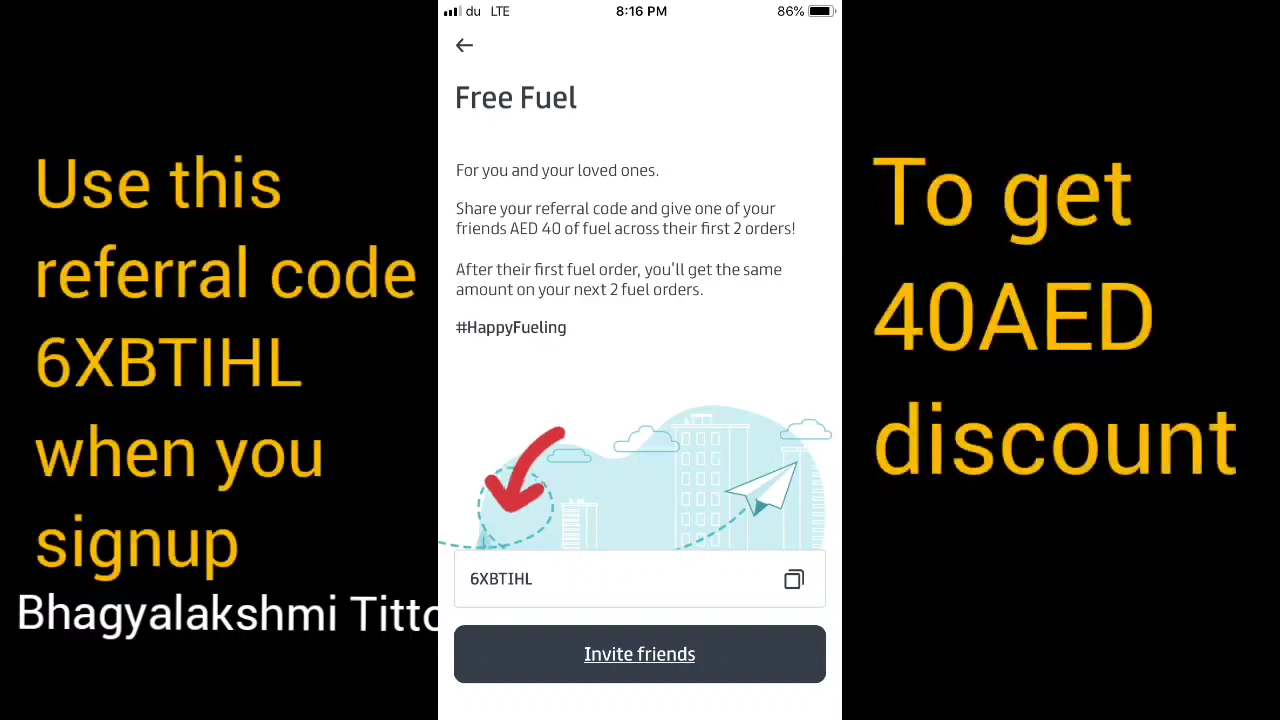 du LTE 8:16 PM 86%
Free Fuel
For you and your loved ones.
Share your referral code and give one of your
friends AED 40 of fuel across their first 2 orders!
After their first fuel order, you'll get the same
amount on your next 2 fuel orders.
#HappyFueling
6XBTIHL
Invite friends
Use this
referral code
6XBTIHL
when you
signup
Bhagyalakshmi Titto
To get
40AED
discount